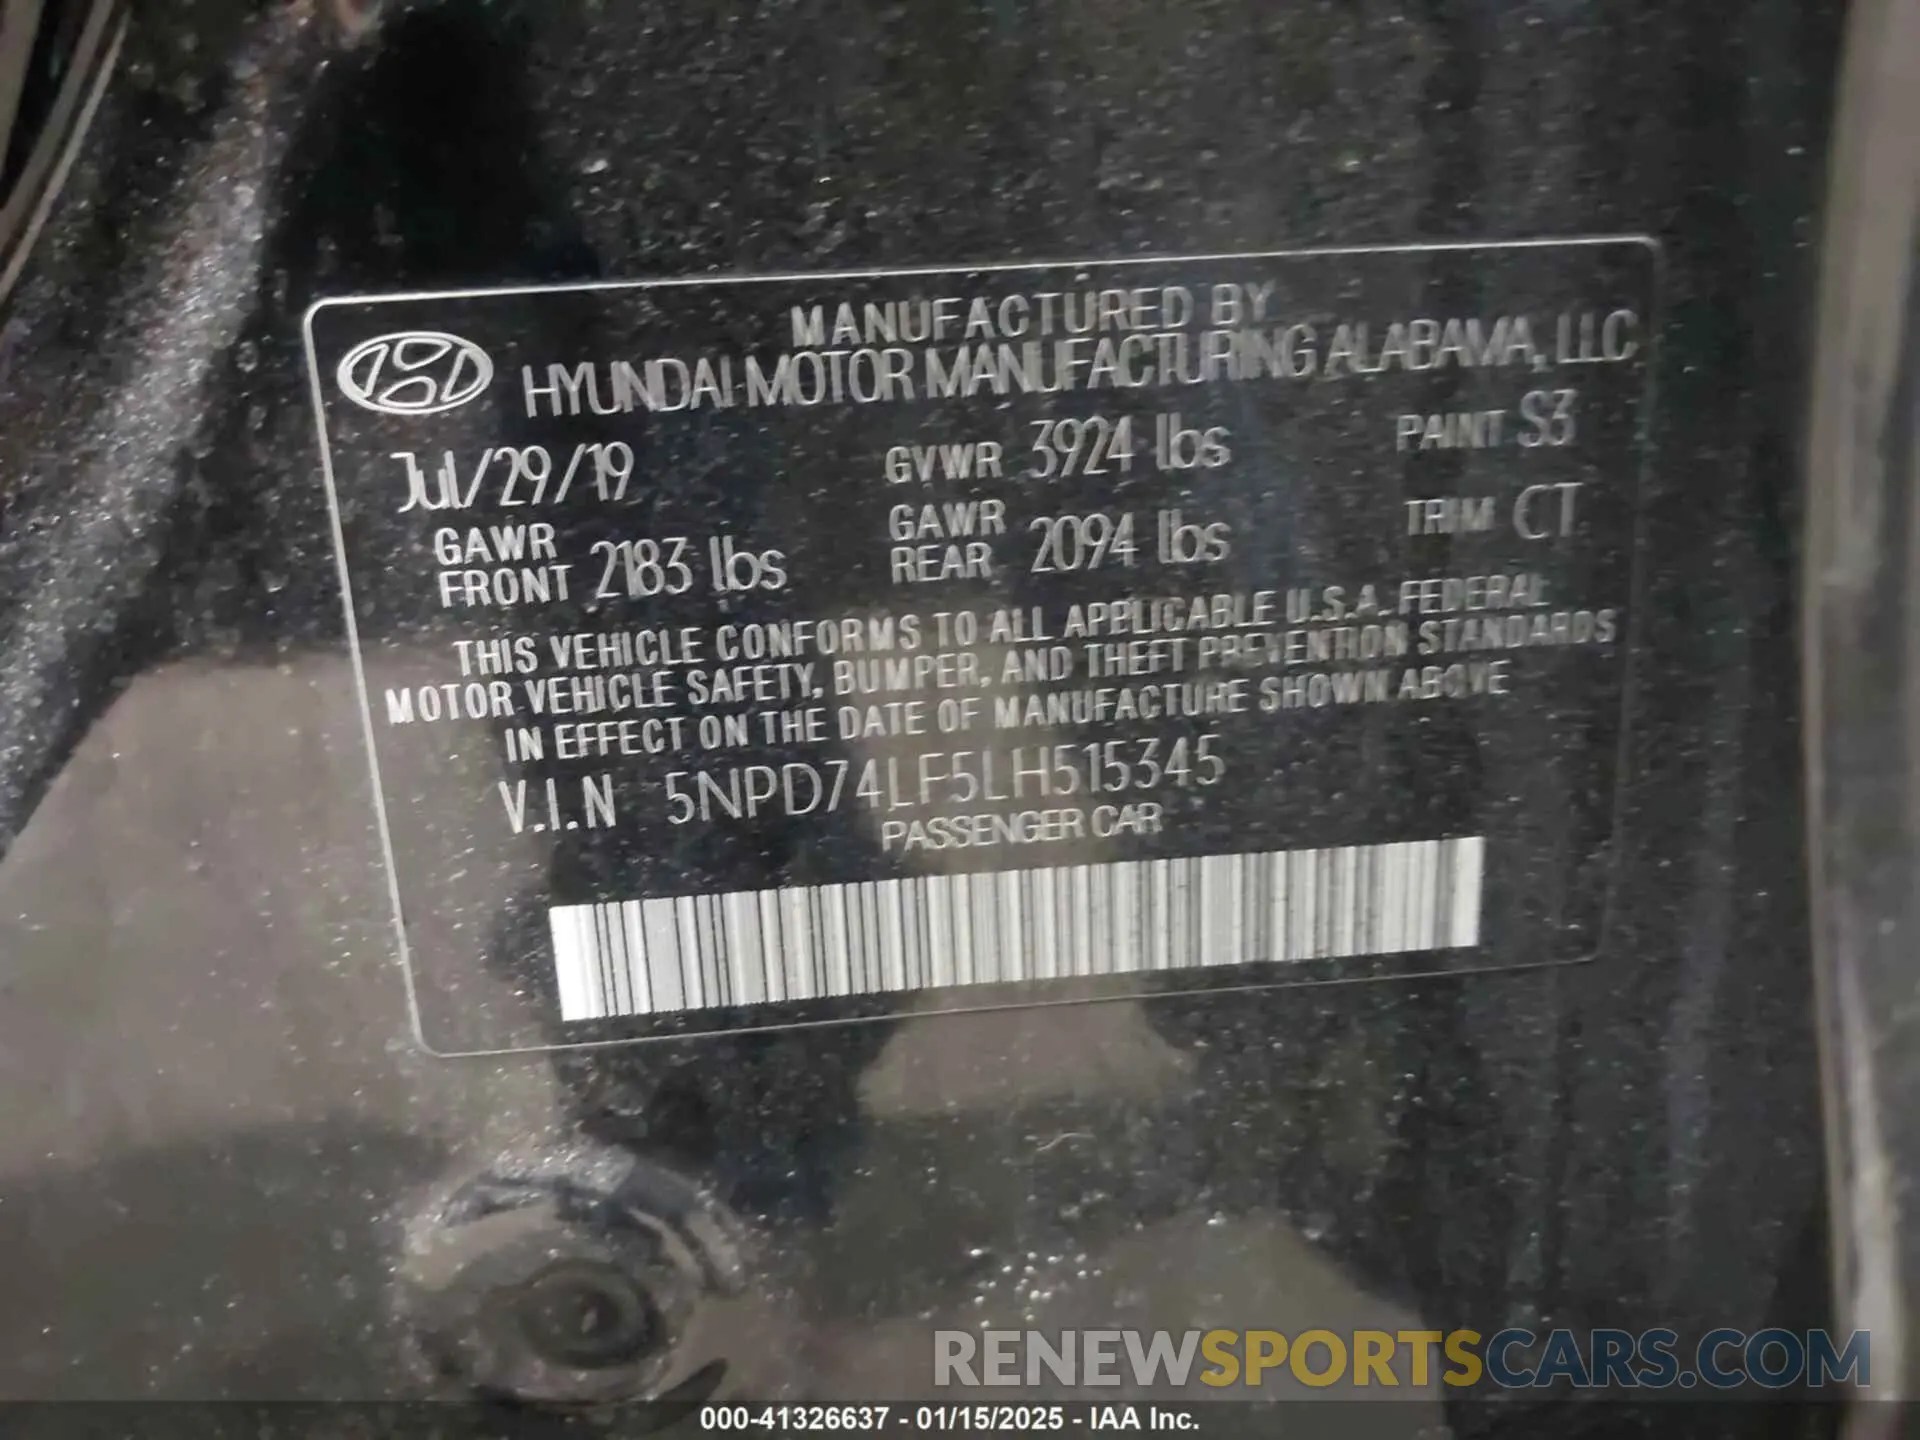 MANUFACTURED BY
HYUNDAI MOTOR MANUFACTURING ALABAMA, LLC
Jul/29/19 GVWR 3924 lbs PAINT S3
GAWR FRONT 2183 lbs GAWR REAR 2094 lbs TRIM CT
THIS VEHICLE CONFORMS TO ALL APPLICABLE U.S.A. FEDERAL
MOTOR VEHICLE SAFETY, BUMPER, AND THEFT PREVENTION STANDARDS
IN EFFECT ON THE DATE OF MANUFACTURE SHOWN ABOVE
V.I.N 5NPD74LF5LH515345
PASSENGER CAR
RENEWSPORTSCARS.COM
000-41326637 - 01/15/2025 - IAA Inc.